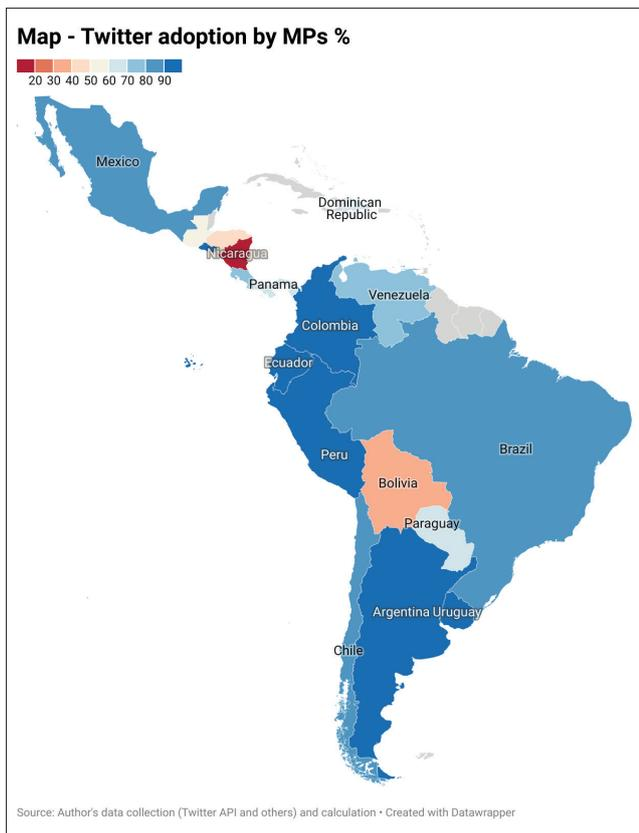 Map - Twitter adoption by MPs %
20 30 40 50 60 70 80 90
Mexico
Dominican
Republic
Nicaragua
Panama
Venezuela
Colombia
Ecuador
Peru
Brazil
Bolivia
Paraguay
Argentina Uruguay
Chile
Source: Author's data collection (Twitter API and others) and calculation • Created with Datawrapper